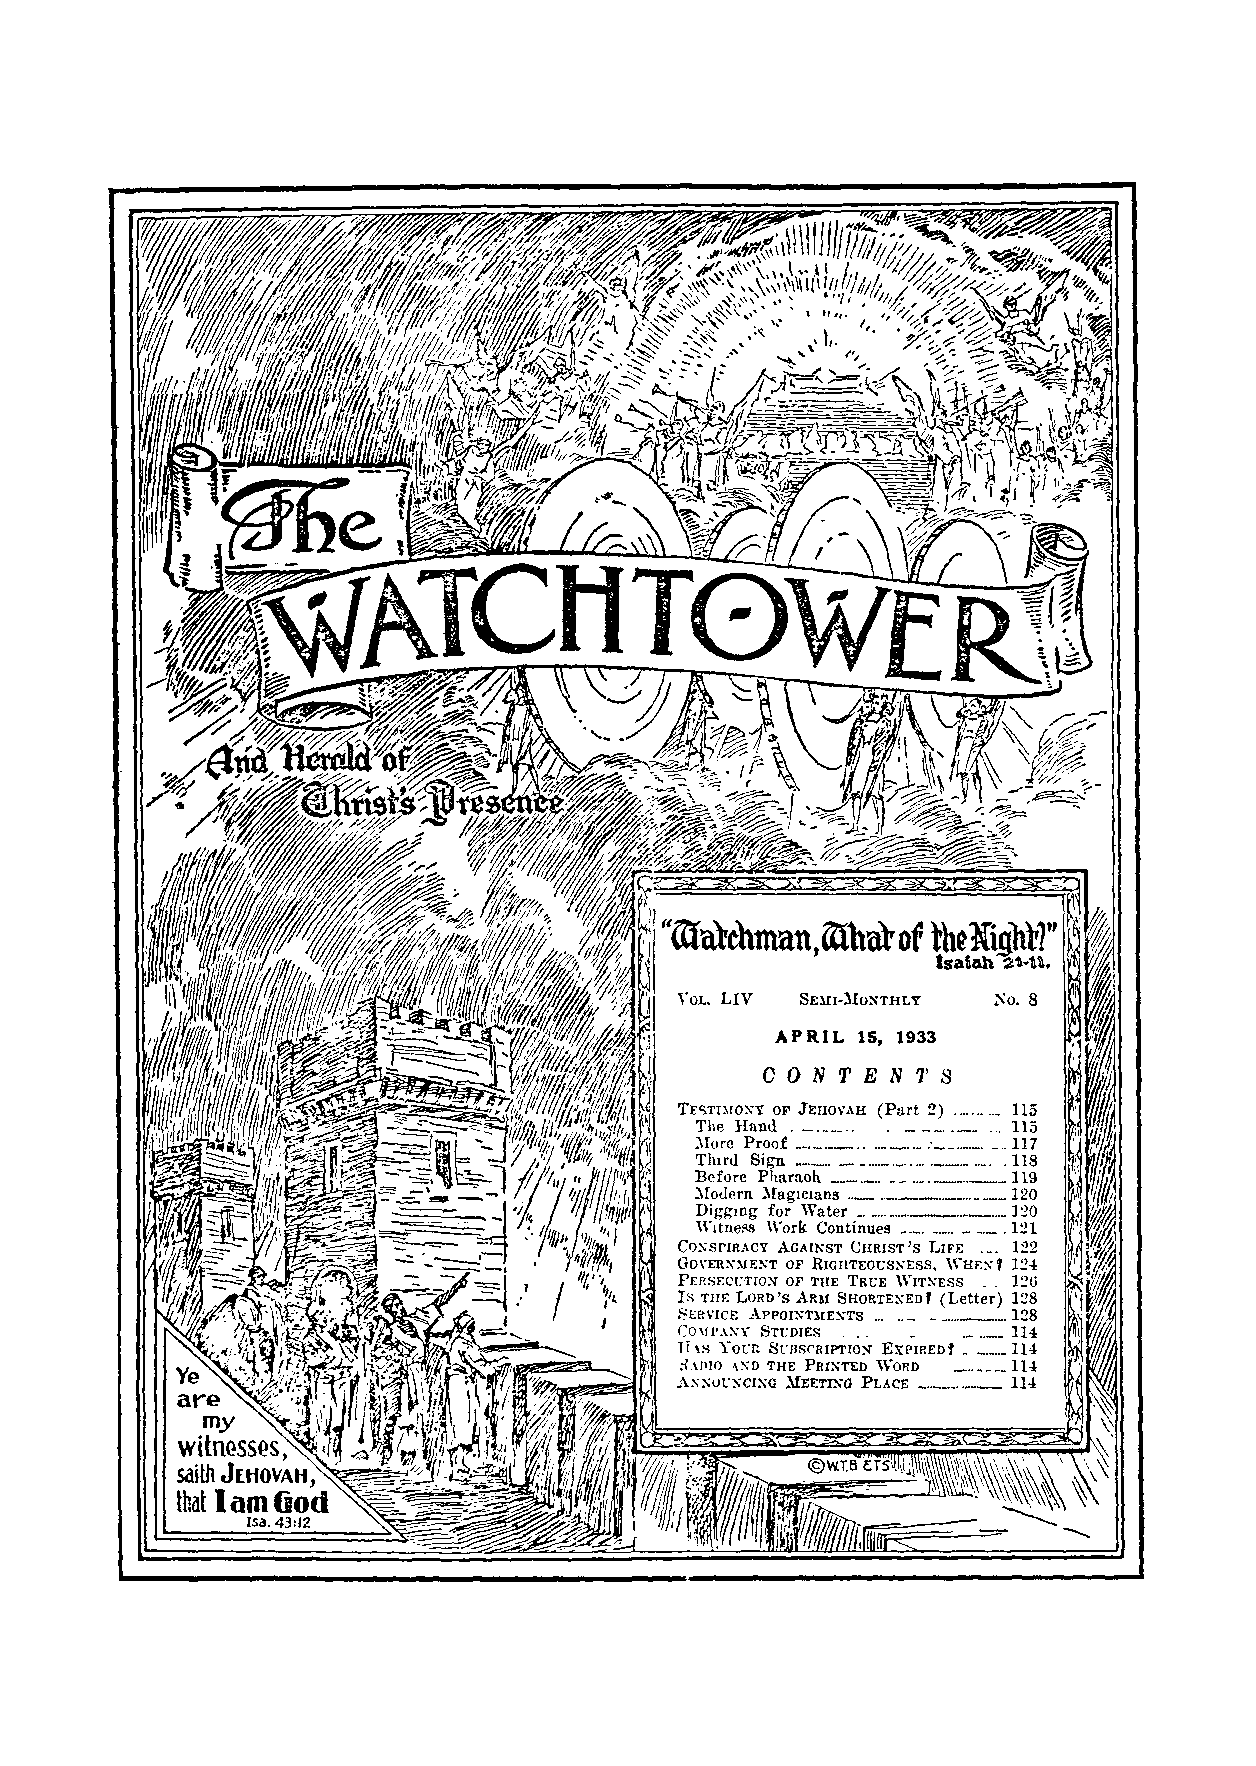 The
WATCHTOWER
And Herald of
Christ's Presence
"Watchman, What of the Night?"
Isaiah 21-11.
VOL. LIV SEMI-MONTHLY No. 8
APRIL 15, 1933
CONTENTS
TESTIMONY OF JEHOVAH (Part 2) 115
The Hand 115
More Proof 117
Third Sign 118
Before Pharaoh 119
Modern Magicians 120
Digging for Water 120
Witness Work Continues 121
CONSPIRACY AGAINST CHRIST'S LIFE 122
GOVERNMENT OF RIGHTEOUSNESS, WHEN? 124
PERSECUTION OF THE TRUE WITNESS 126
IS THE LORD'S ARM SHORTENED? (Letter) 128
SERVICE APPOINTMENTS 128
COMPANY STUDIES 114
HAS YOUR SUBSCRIPTION EXPIRED? 114
RADIO AND THE PRINTED WORD 114
ANNOUNCING MEETING PLACE 114
©W.T.B.&T.S.
Ye
are
my
witnesses,
saith JEHOVAH,
that I am God
Isa. 43:12